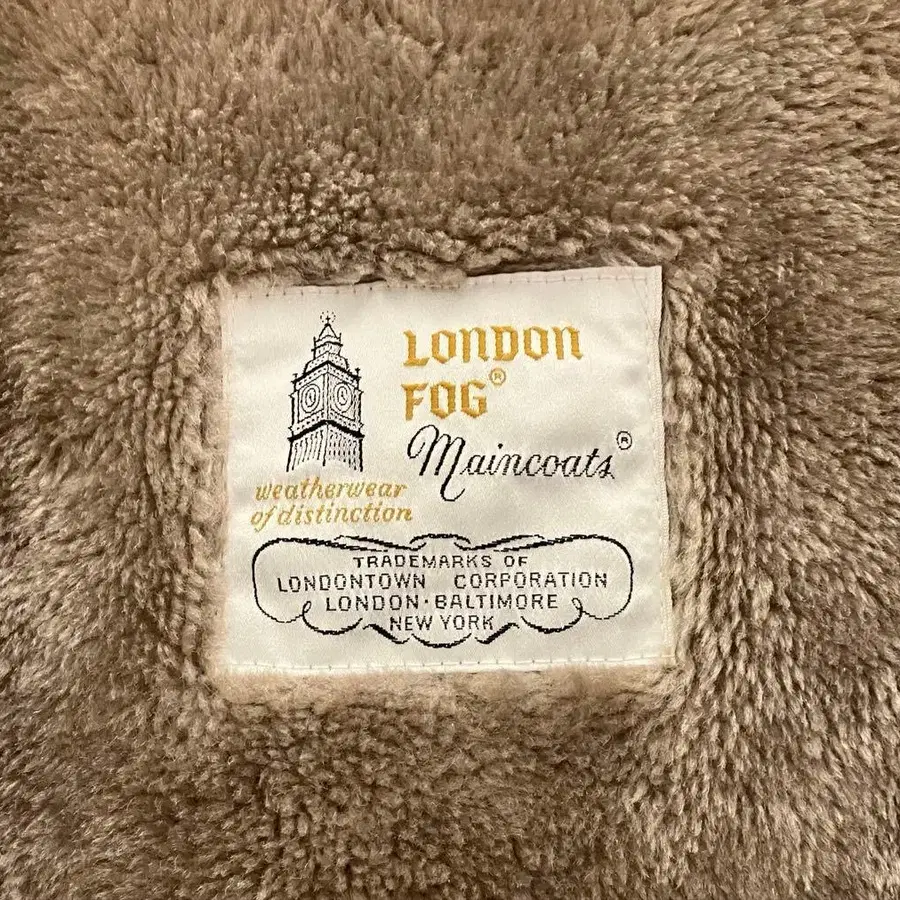 LONDON
FOG®
Maincoats®
weatherwear
of distinction
TRADEMARKS OF
LONDONTOWN CORPORATION
LONDON·BALTIMORE
NEW YORK